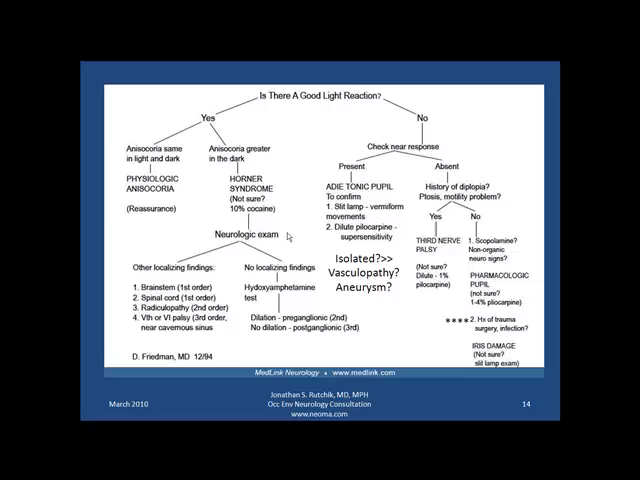 Is There A Good Light Reaction?
Yes
No
Anisocoria same
in light and dark
Anisocoria greater
in the dark
Check near response
PHYSIOLOGIC
ANISOCORIA
(Reassurance)
HORNER
SYNDROME
(Not sure?
10% cocaine)
Present
Absent
ADIE TONIC PUPIL
To confirm
1. Slit lamp - vermiform
movements
2. Dilute pilocarpine -
supersensitivity
History of diplopia?
Ptosis, motility problem?
Yes
No
Neurologic exam
Isolated?>>
Vasculopathy?
Aneurysm?
THIRD NERVE
PALSY
(Not sure?
Dilute - 1%
pilocarpine)
1. Scopolamine?
Non-organic
neuro signs?
PHARMACOLOGIC
PUPIL
(not sure?
1-4% pliocarpine)
**** 2. Hx of trauma
surgery, infection?
IRIS DAMAGE
(Not sure?
slit lamp exam)
Other localizing findings:
1. Brainstem (1st order)
2. Spinal cord (1st order)
3. Radiculopathy (2nd order)
4. Vth or VI palsy (3rd order,
near cavernous sinus
No localizing findings
Hydoxyamphetamine
test
Dilation - preganglionic (2nd)
No dilation - postganglionic (3rd)
D. Friedman, MD 12/94
MedLink Neurology • www.medlink.com
March 2010
Jonathan S. Rutchik, MD, MPH
Occ Env Neurology Consultation
www.neoma.com
14